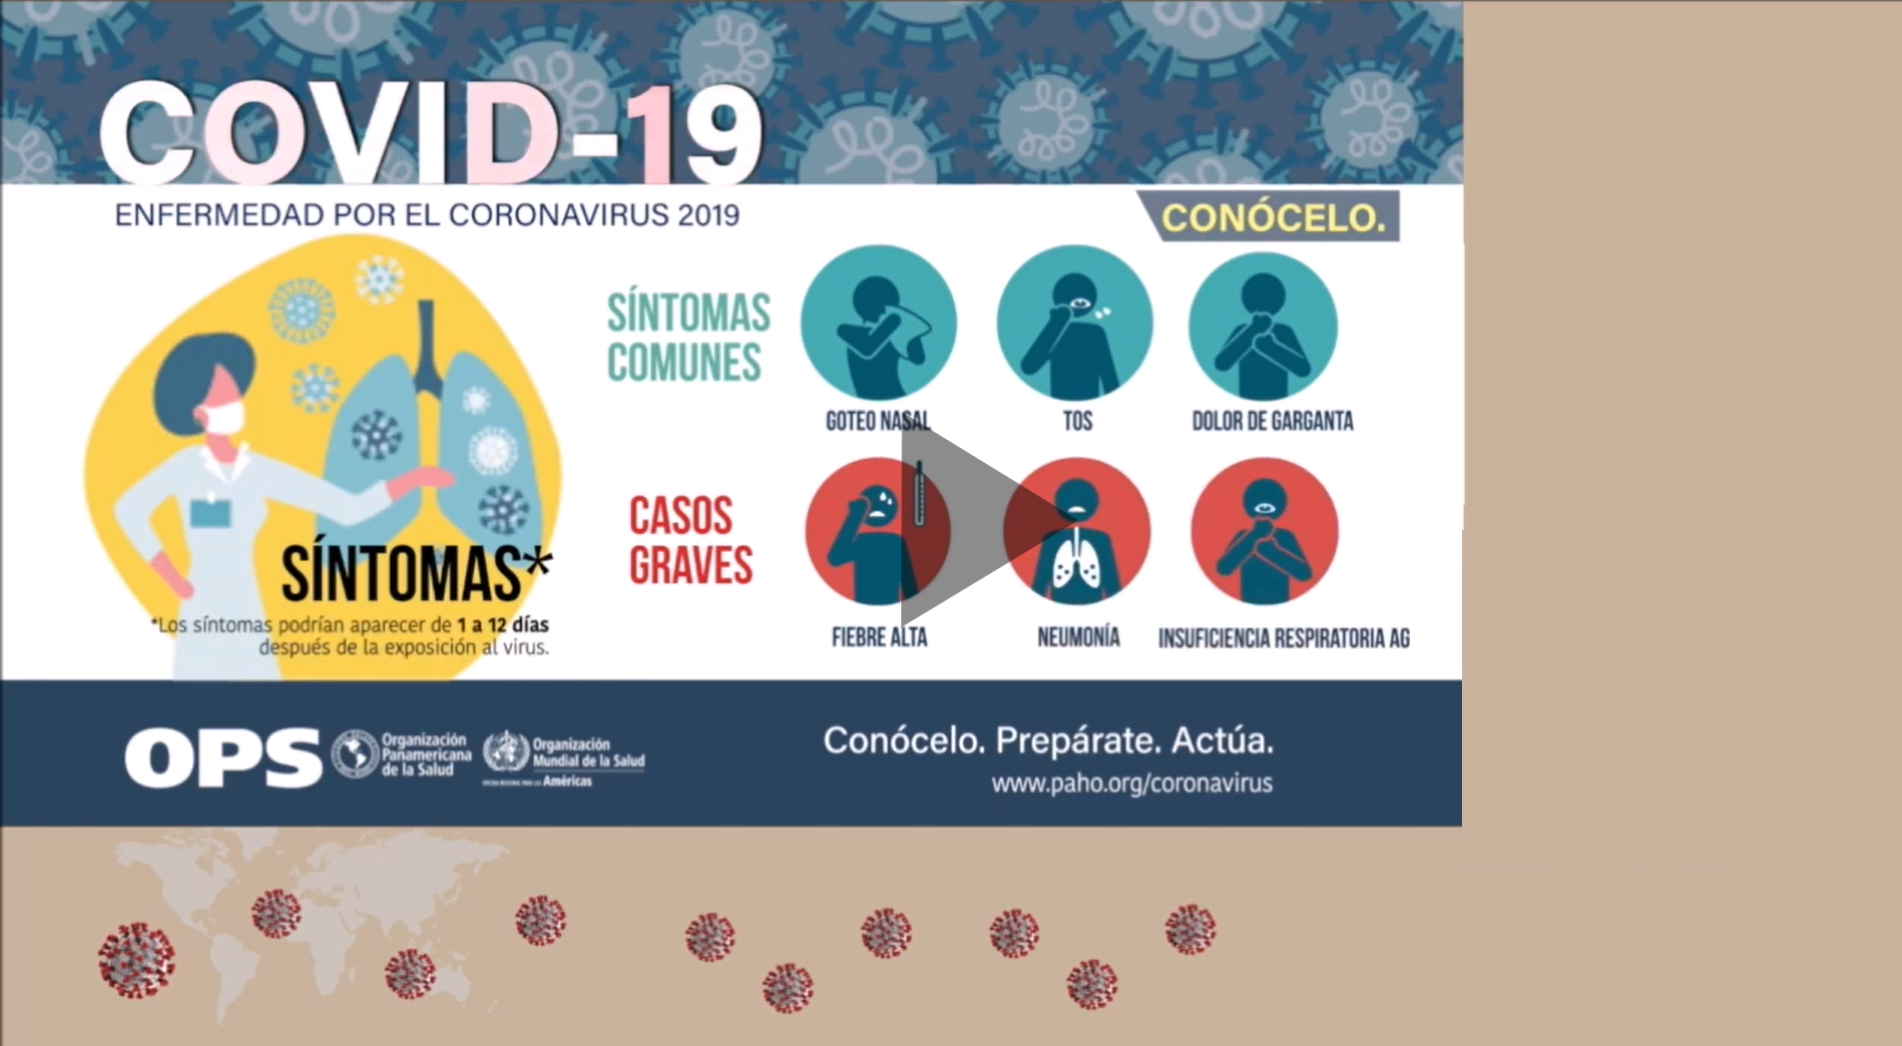 COVID-19
ENFERMEDAD POR EL CORONAVIRUS 2019
CONÓCELO.
SÍNTOMAS
COMUNES
GOTEO NASAL
TOS
DOLOR DE GARGANTA
CASOS
GRAVES
FIEBRE ALTA
NEUMONÍA
INSUFICIENCIA RESPIRATORIA AG
SÍNTOMAS*
*Los síntomas podrían aparecer de 1 a 12 días
después de la exposición al virus.
OPS
Organización
Panamericana
de la Salud
Organización
Mundial de la Salud
Américas
Conócelo. Prepárate. Actúa.
www.paho.org/coronavirus